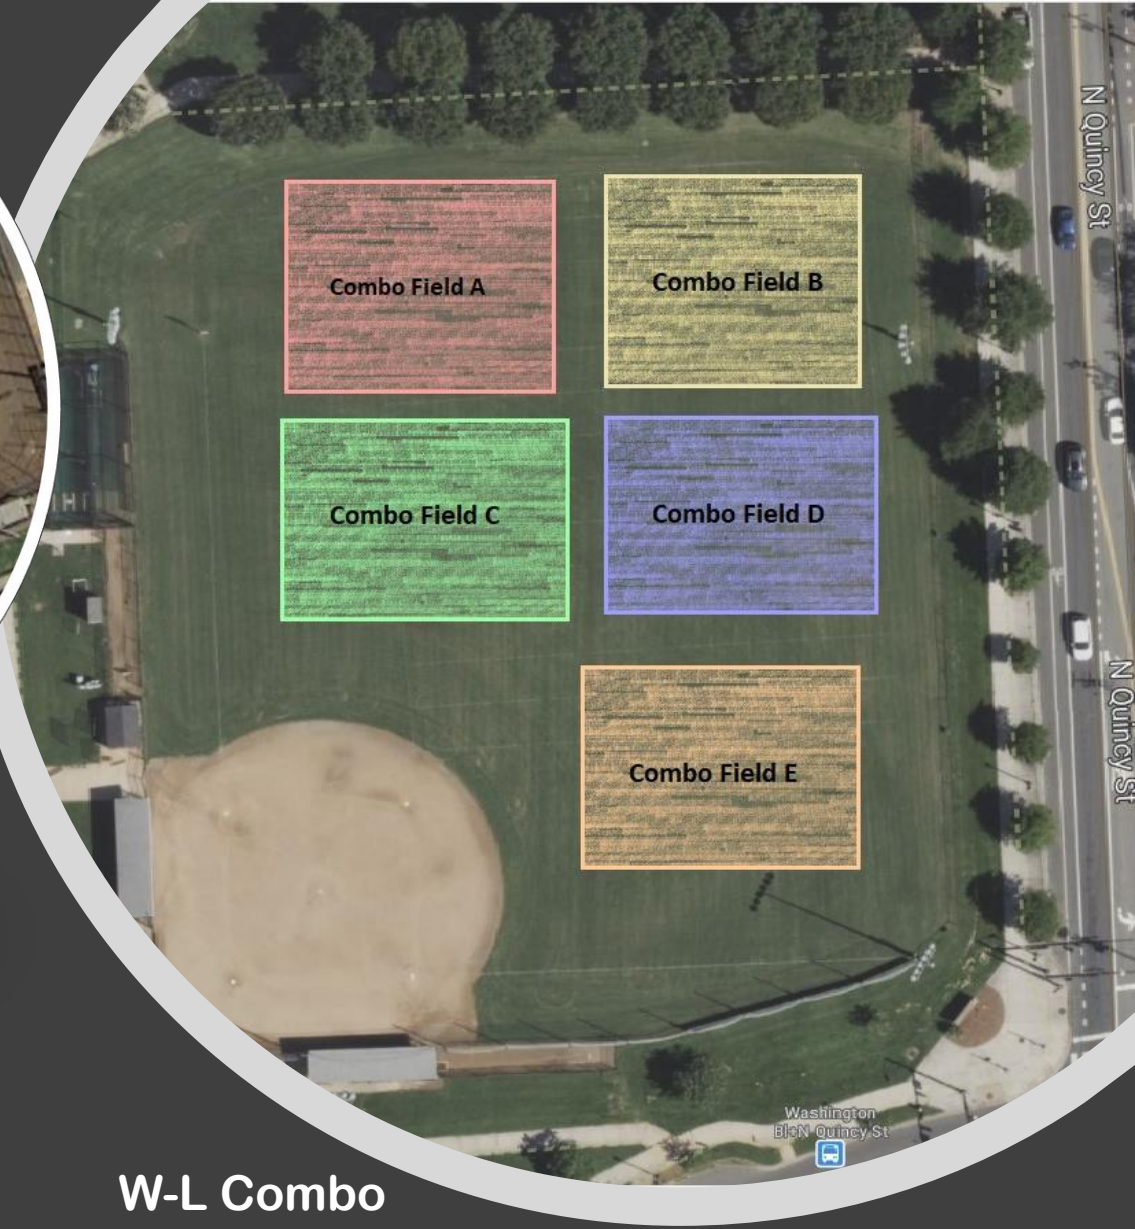 N Quincy St
Combo Field A
Combo Field B
Combo Field C
Combo Field D
N Quincy St
Combo Field E
Washington
Bl+N Quincy St
W-L Combo